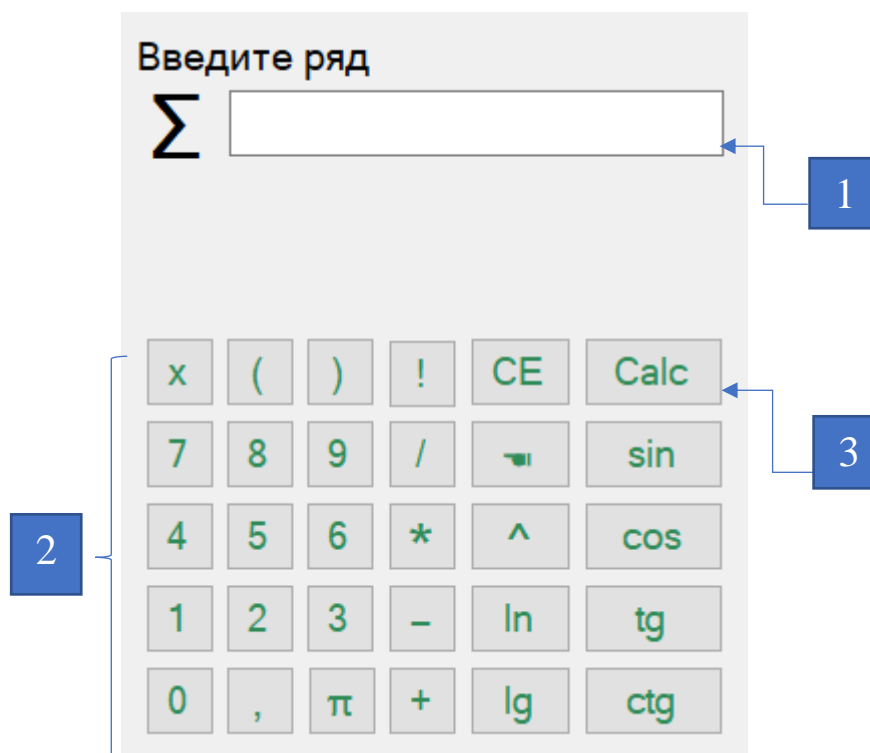 Введите ряд
∑
1
x ( ) ! CE Calc
3
7 8 9 / ☚ sin
2
4 5 6 * ^ cos
1 2 3 – ln tg
0 , π + lg ctg